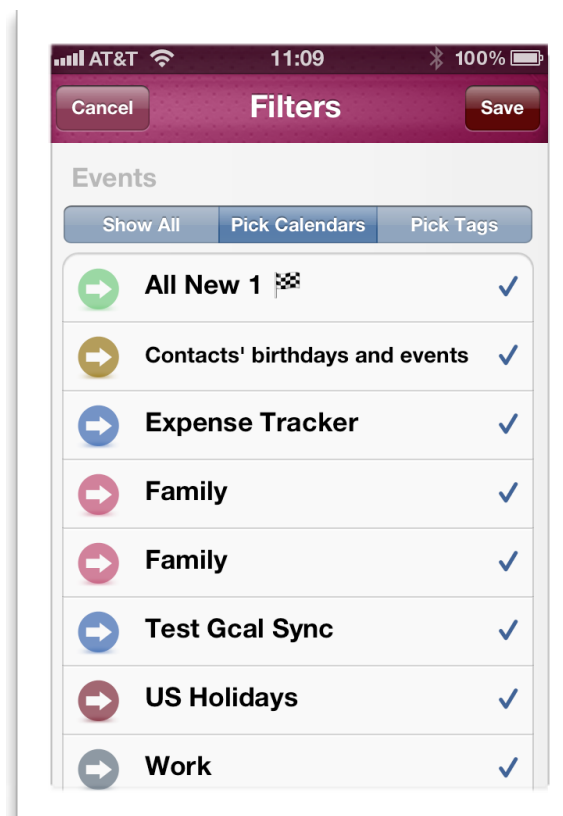 AT&T 11:09 100%
Cancel Filters Save
Events
Show All Pick Calendars Pick Tags
All New 1 🏁
Contacts' birthdays and events
Expense Tracker
Family
Family
Test Gcal Sync
US Holidays
Work